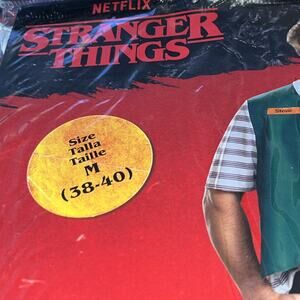 NETFLIX
STRANGER
THINGS
Size
Talla
Taille
M
(38-40)
Steve